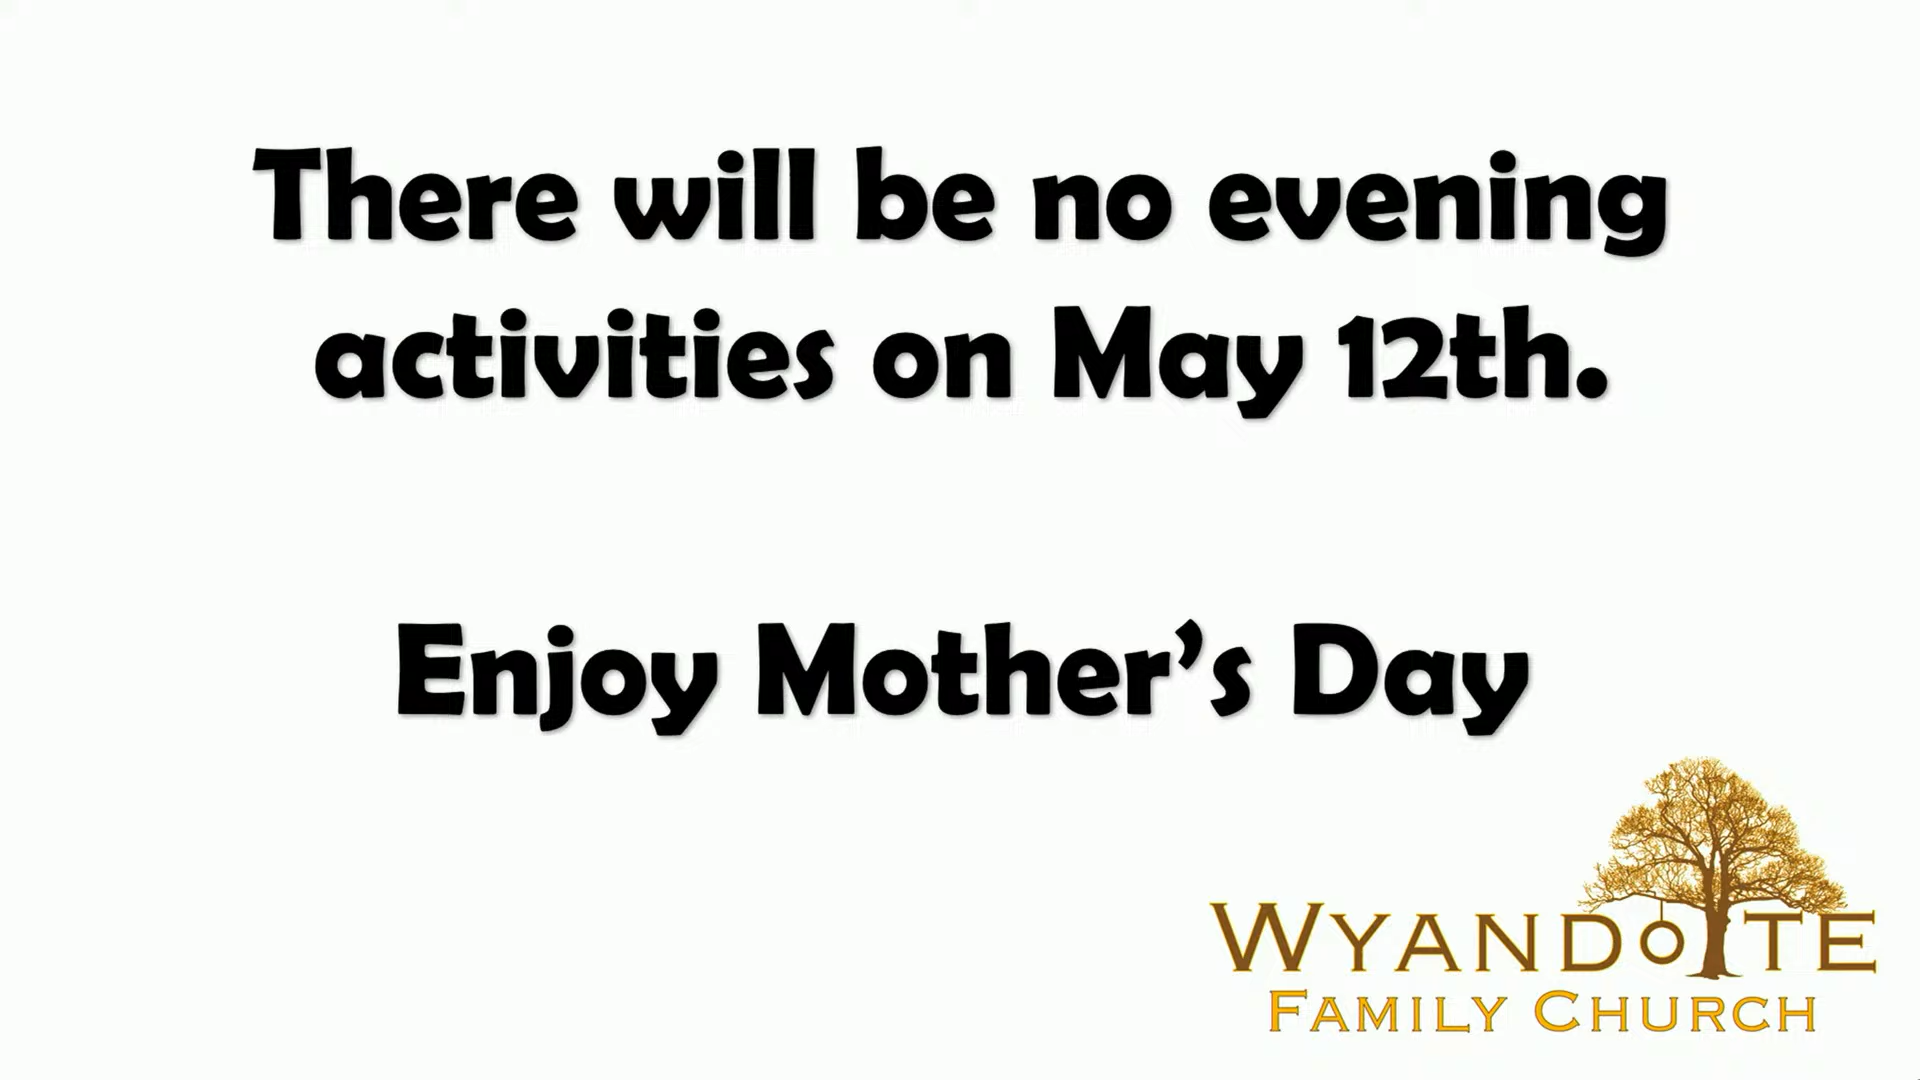 There will be no evening
activities on May 12th.
Enjoy Mother’s Day
WYANDOTTE
FAMILY CHURCH